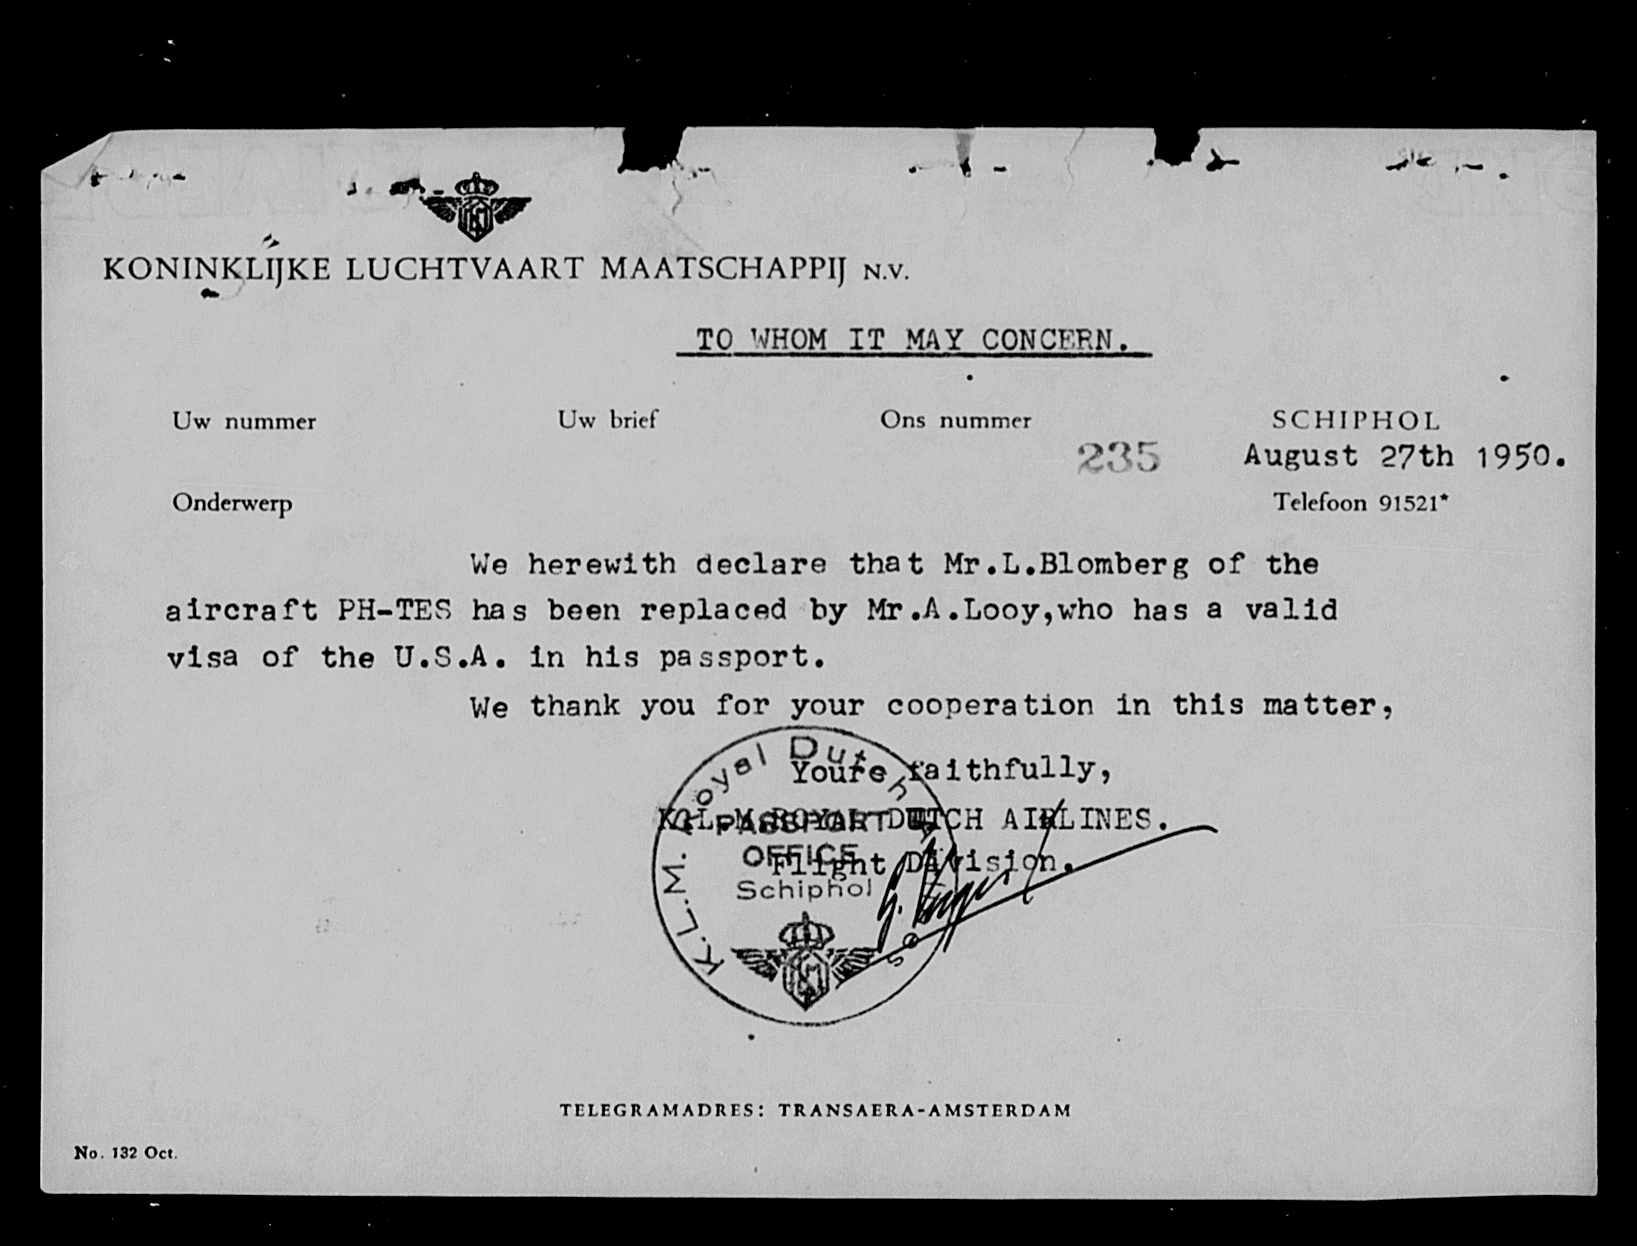 KONINKLIJKE LUCHTVAART MAATSCHAPPIJ N.V.
TO WHOM IT MAY CONCERN.
Uw nummer Uw brief Ons nummer SCHIPHOL
235 August 27th 1950.
Onderwerp Telefoon 91521*
We herewith declare that Mr.L.Blomberg of the
aircraft PH-TES has been replaced by Mr.A.Looy,who has a valid
visa of the U.S.A. in his passport.
We thank you for your cooperation in this matter,
Youre faithfully,
K.L.M. ROYAL DUTCH AIRLINES.
Flight Division.
K.L.M. Royal Dutch
PASSPORT
OFFICE
Schiphol
TELEGRAMADRES: TRANSAERA-AMSTERDAM
No. 132 Oct.